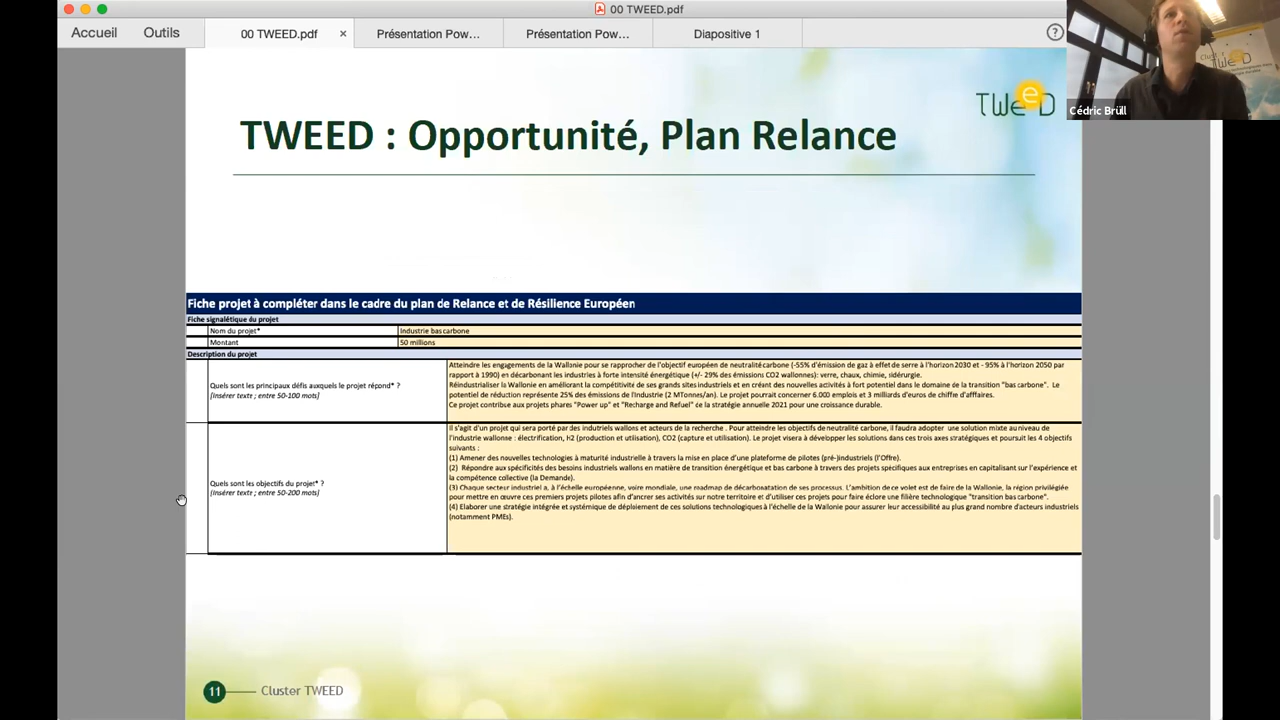 00 TWEED.pdf
Accueil
Outils
00 TWEED.pdf ×
Présentation Pow…
Présentation Pow…
Diapositive 1
?
TWeeD
Cédric Brüll
TWeD
TWEED : Opportunité, Plan Relance
Fiche projet à compléter dans le cadre du plan de Relance et de Résilience Européen
Fiche signalétique du projet
Nom du projet* Industrie bas carbone
Montant 50 millions
Description du projet
Quels sont les principaux défis auxquels le projet répond* ?
[Insérer texte ; entre 50-100 mots]
Atteindre les engagements de la Wallonie pour se rapprocher de l'objectif européen de neutralité carbone (-55% d'émission de gaz à effet de serre à l'horizon 2030 et - 95% à l'horizon 2050 par
rapport à 1990) en décarbonant les industries à forte intensité énergétique (+/- 29% des émissions CO2 wallonnes): verre, chaux, chimie, sidérurgie.
Réindustrialiser la Wallonie en améliorant la compétitivité de ses grands sites industriels et en créant des nouvelles activités à fort potentiel dans le domaine de la transition "bas carbone". Le
potentiel de réduction représente 25% des émissions de l'Industrie (2 MTonnes/an). Le projet pourrait concerner 6.000 emplois et 3 milliards d'euros de chiffre d'afffaires.
Ce projet contribue aux projets phares "Power up" et "Recharge and Refuel" de la stratégie annuelle 2021 pour une croissance durable.
Quels sont les objectifs du projet* ?
(Insérer texte ; entre 50-200 mots]
Il s'agit d'un projet qui sera porté par des indutriels wallons et acteurs de la recherche . Pour atteindre les objectifs de neutralité carbone, il faudra adopter une solution mixte au niveau de
l'industrie wallonse : électrification, H2 (production et utilisation), CO2 (capture et utilisation). Le projet visera à développer les solutions dans ces trois axes stratégiques et poursuit les 4 objectifs
suivants :
(1) Amener des nouvelles technologies à maturité industrielle à travers la mise en place d'une plateforme de pilotes (pré-)industriels (l'Offre).
(2) Répondre aux spécificités des besoins industriels wallons en matière de transition énergétique et bas carbone à travers des projets spécifiques aux entreprises en capitalisant sur l'expérience et
la compétence collective (la Demande).
(3) Chaque secteur industriel a, à l'échelle européenne, voire mondiale, une roadmap de décarbonatation de ses processus. L'ambition de ce volet est de faire de la Wallonie, la région privilégiée
pour mettre en œuvre ces premiers projets pilotes afin d'ancrer ses activités sur notre territoire et d'utiliser ces projets pour faire éclore une filière technologique "transition bas carbone".
(4) Elaborer une stratégie intégrée et systémique de déploiement de ces solutions technologiques à l'échelle de la Wallonie pour assurer leur accessibilité au plus grand nombre d'acteurs industriels
(notamment PMEs).
11
Cluster TWEED